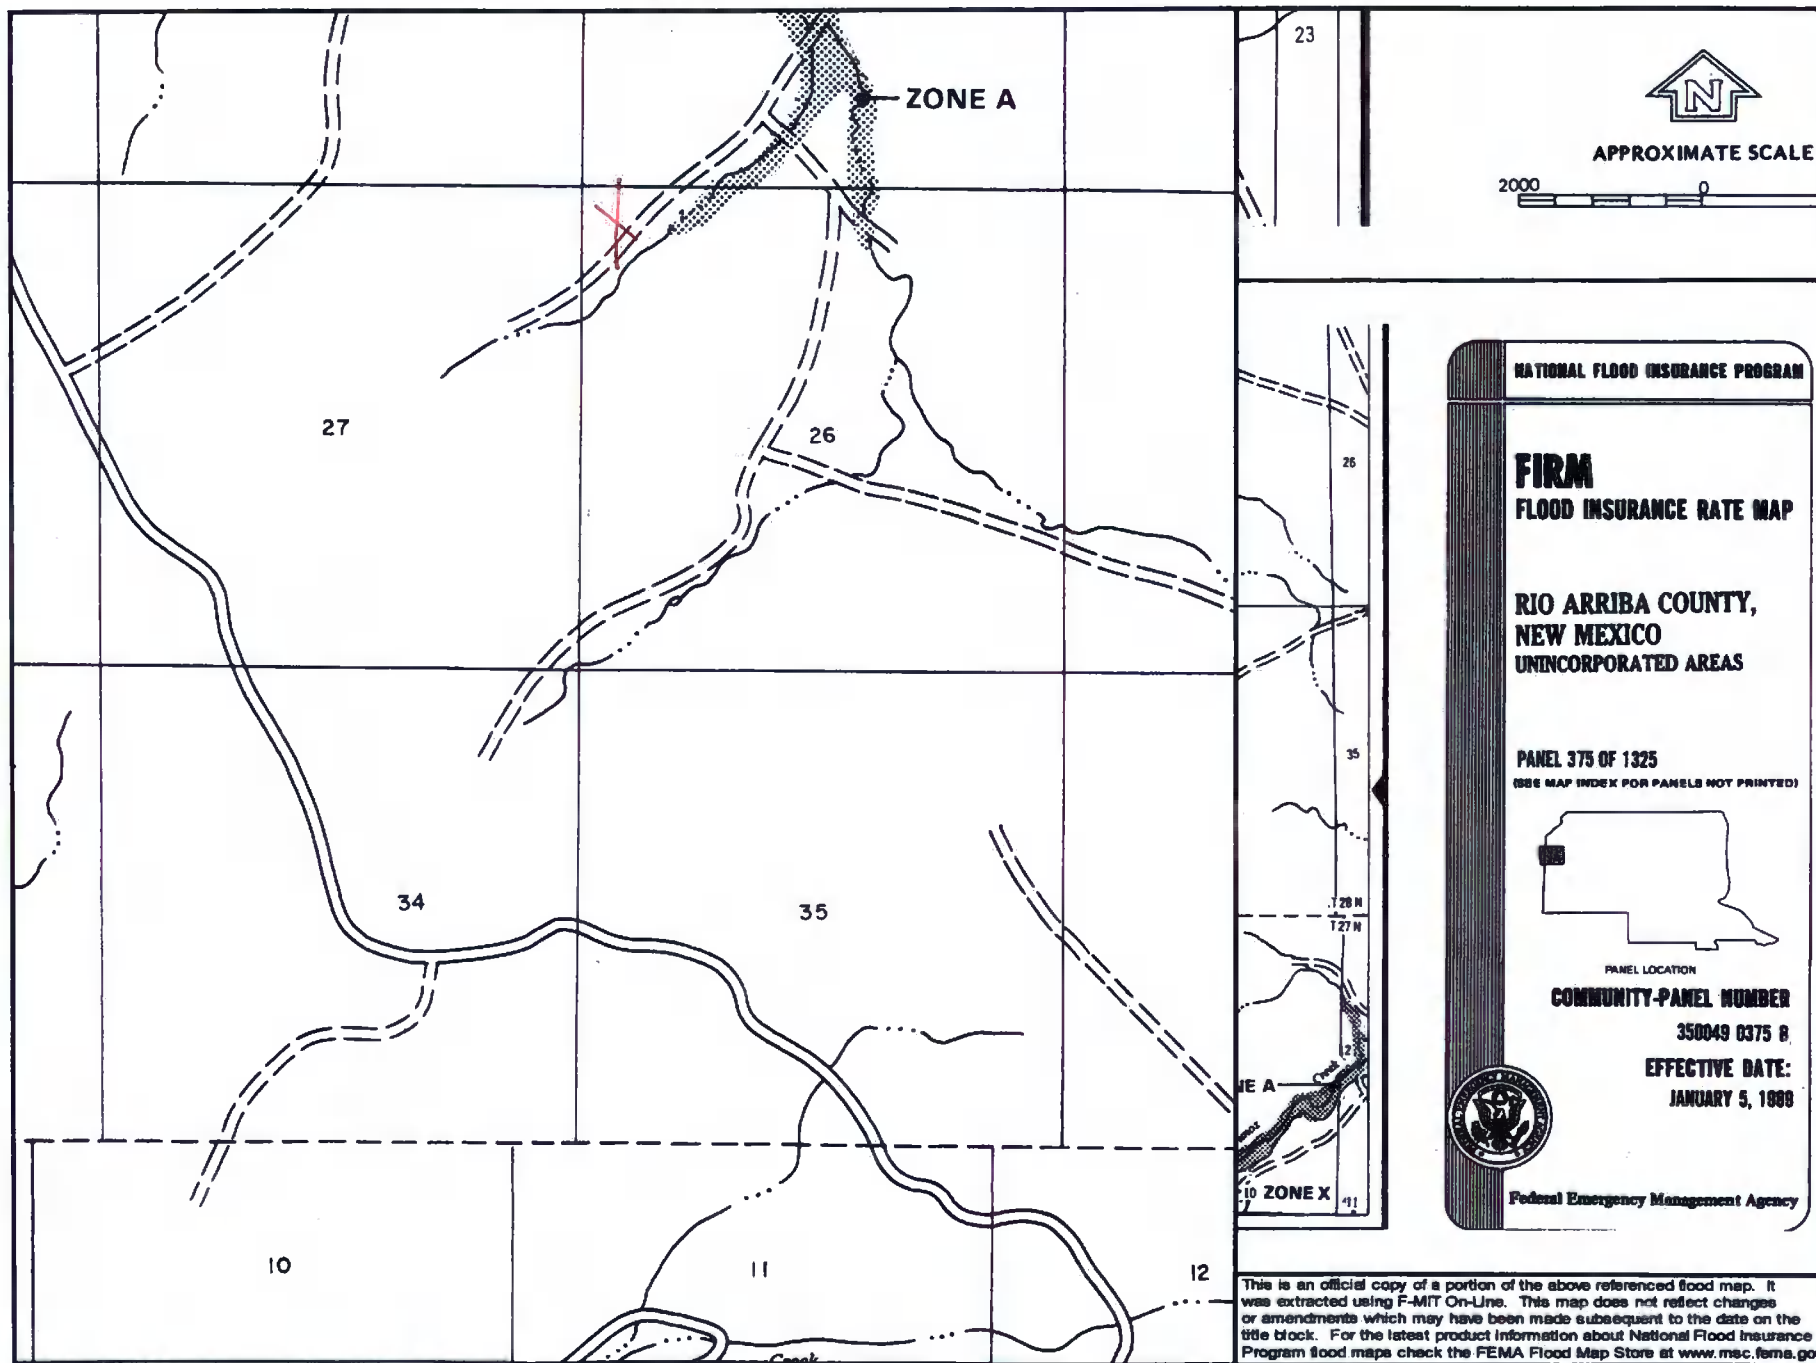 23
ZONE A
N
APPROXIMATE SCALE
2000 0
NATIONAL FLOOD INSURANCE PROGRAM
27
26
26
FIRM
FLOOD INSURANCE RATE MAP
RIO ARRIBA COUNTY,
NEW MEXICO
UNINCORPORATED AREAS
35
PANEL 375 OF 1325
(SEE MAP INDEX FOR PANELS NOT PRINTED)
34
35
T 28 N
T 27 N
PANEL LOCATION
COMMUNITY-PANEL NUMBER
350049 0375 B
EFFECTIVE DATE:
JANUARY 5, 1989
Creek
NE A
10 ZONE X 11
Federal Emergency Management Agency
10
11
12
This is an official copy of a portion of the above referenced flood map. It
was extracted using F-MIT On-Line. This map does not reflect changes
or amendments which may have been made subsequent to the date on the
title block. For the latest product information about National Flood Insurance
Program flood maps check the FEMA Flood Map Store at www.msc.fema.go
Creek